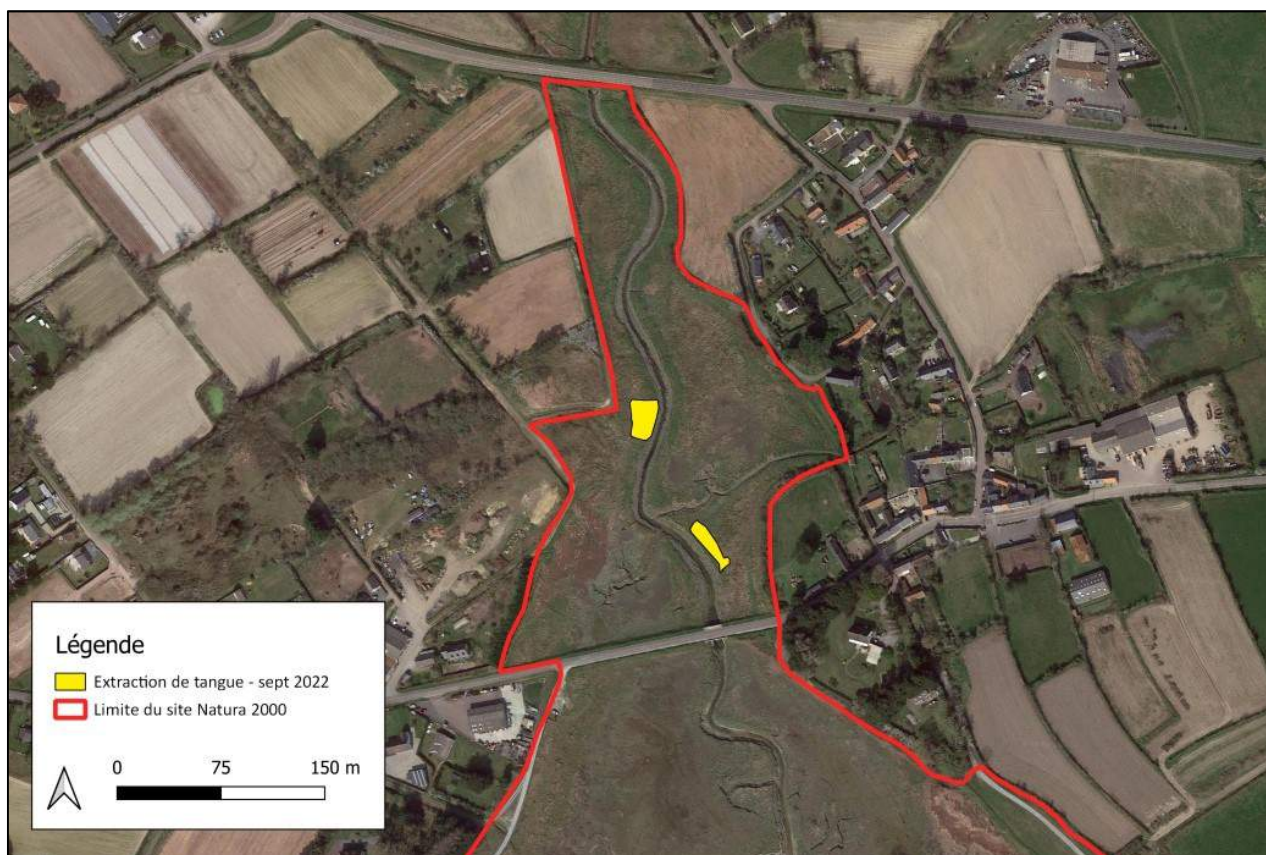 Légende
Extraction de tangue - sept 2022
Limite du site Natura 2000
0 75 150 m